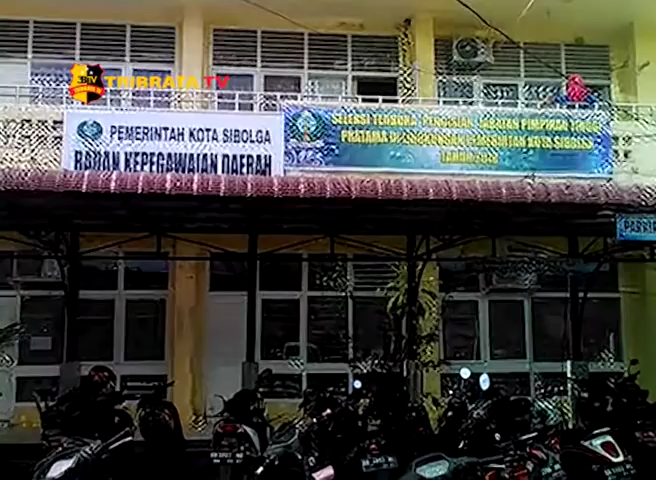 TRIBRATA TV
PEMERINTAH KOTA SIBOLGA
BADAN KEPEGAWAIAN DAERAH
SELEKSI TERBUKA PENGISIAN JABATAN PIMPINAN TINGGI
PRATAMA DI LINGKUNGAN PEMERINTAH KOTA SIBOLGA
TAHUN